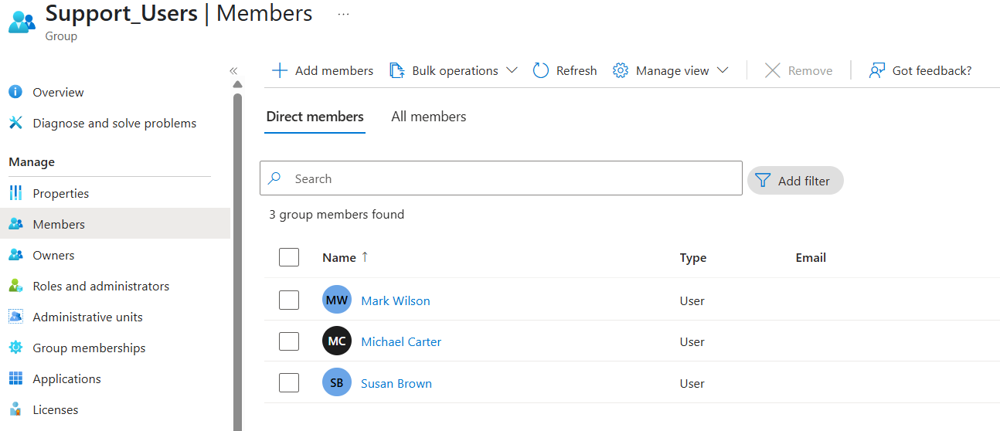 Support_Users | Members ...
Group
«
Overview
Diagnose and solve problems
Manage
Properties
Members
Owners
Roles and administrators
Administrative units
Group memberships
Applications
Licenses
Add members Bulk operations Refresh Manage view Remove Got feedback?
Direct members All members
Search Add filter
3 group members found
Name ↑ Type Email
MW Mark Wilson User
MC Michael Carter User
SB Susan Brown User